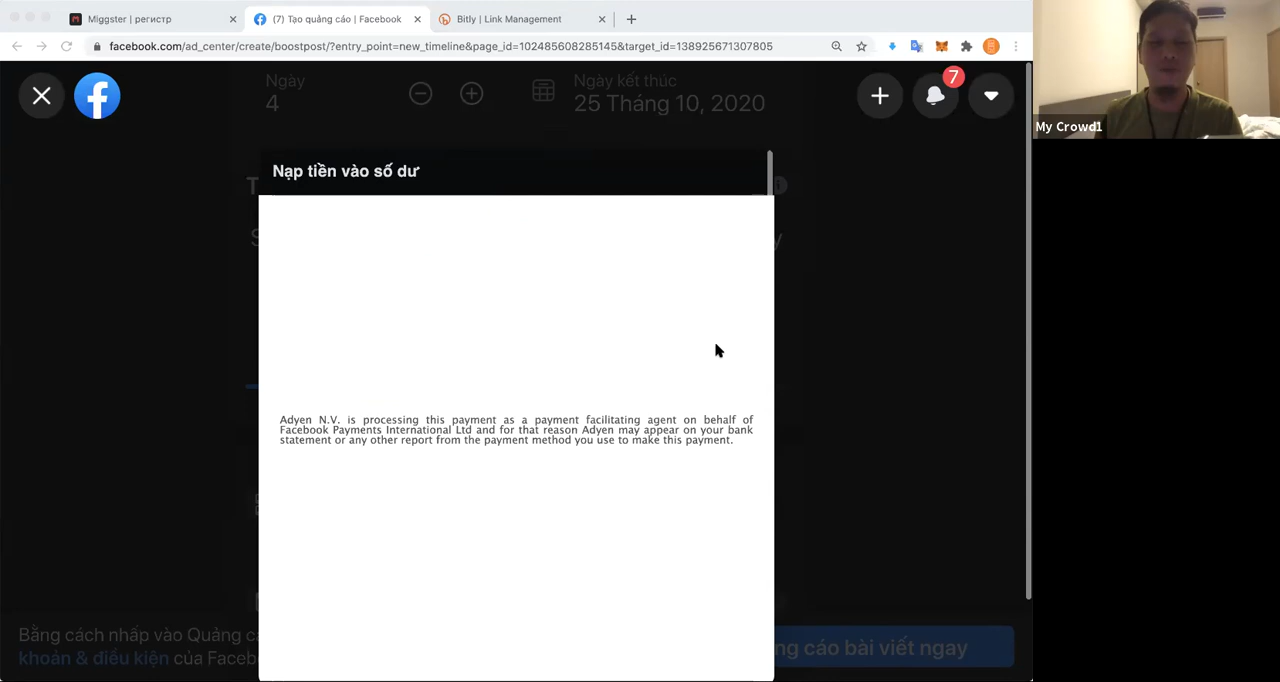 Miggster | регистр
(7) Tạo quảng cáo | Facebook
Bitly | Link Management
facebook.com/ad_center/create/boostpost/?entry_point=new_timeline&page_id=102485608285145&target_id=138925671307805
Ngày
4
Ngày kết thúc
25 Tháng 10, 2020
7
My Crowd1
Nạp tiền vào số dư
Adyen N.V. is processing this payment as a payment facilitating agent on behalf of
Facebook Payments International Ltd and for that reason Adyen may appear on your bank
statement or any other report from the payment method you use to make this payment.
Bằng cách nhấp vào Quảng
khoản & điều kiện của
cáo bài viết ngay